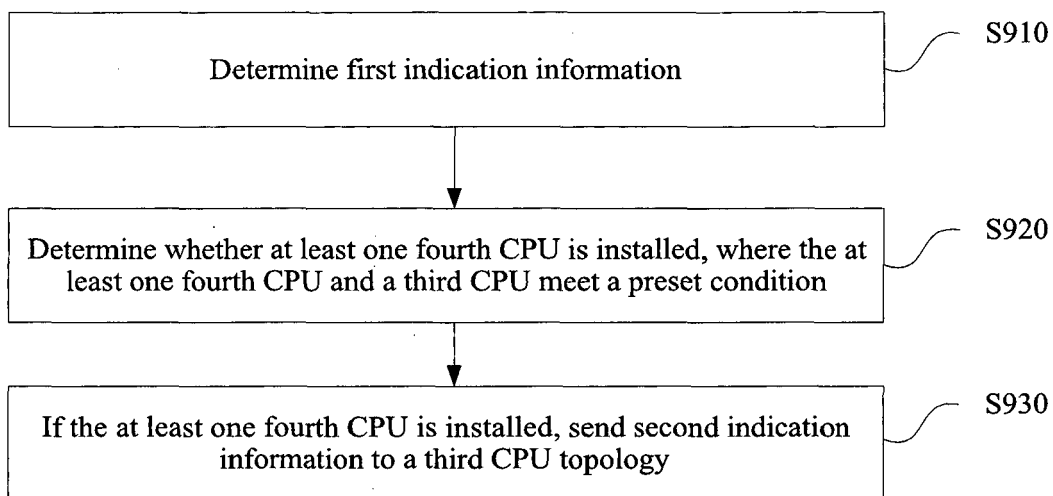 S910
Determine first indication information
S920
Determine whether at least one fourth CPU is installed, where the at
least one fourth CPU and a third CPU meet a preset condition
S930
If the at least one fourth CPU is installed, send second indication
information to a third CPU topology